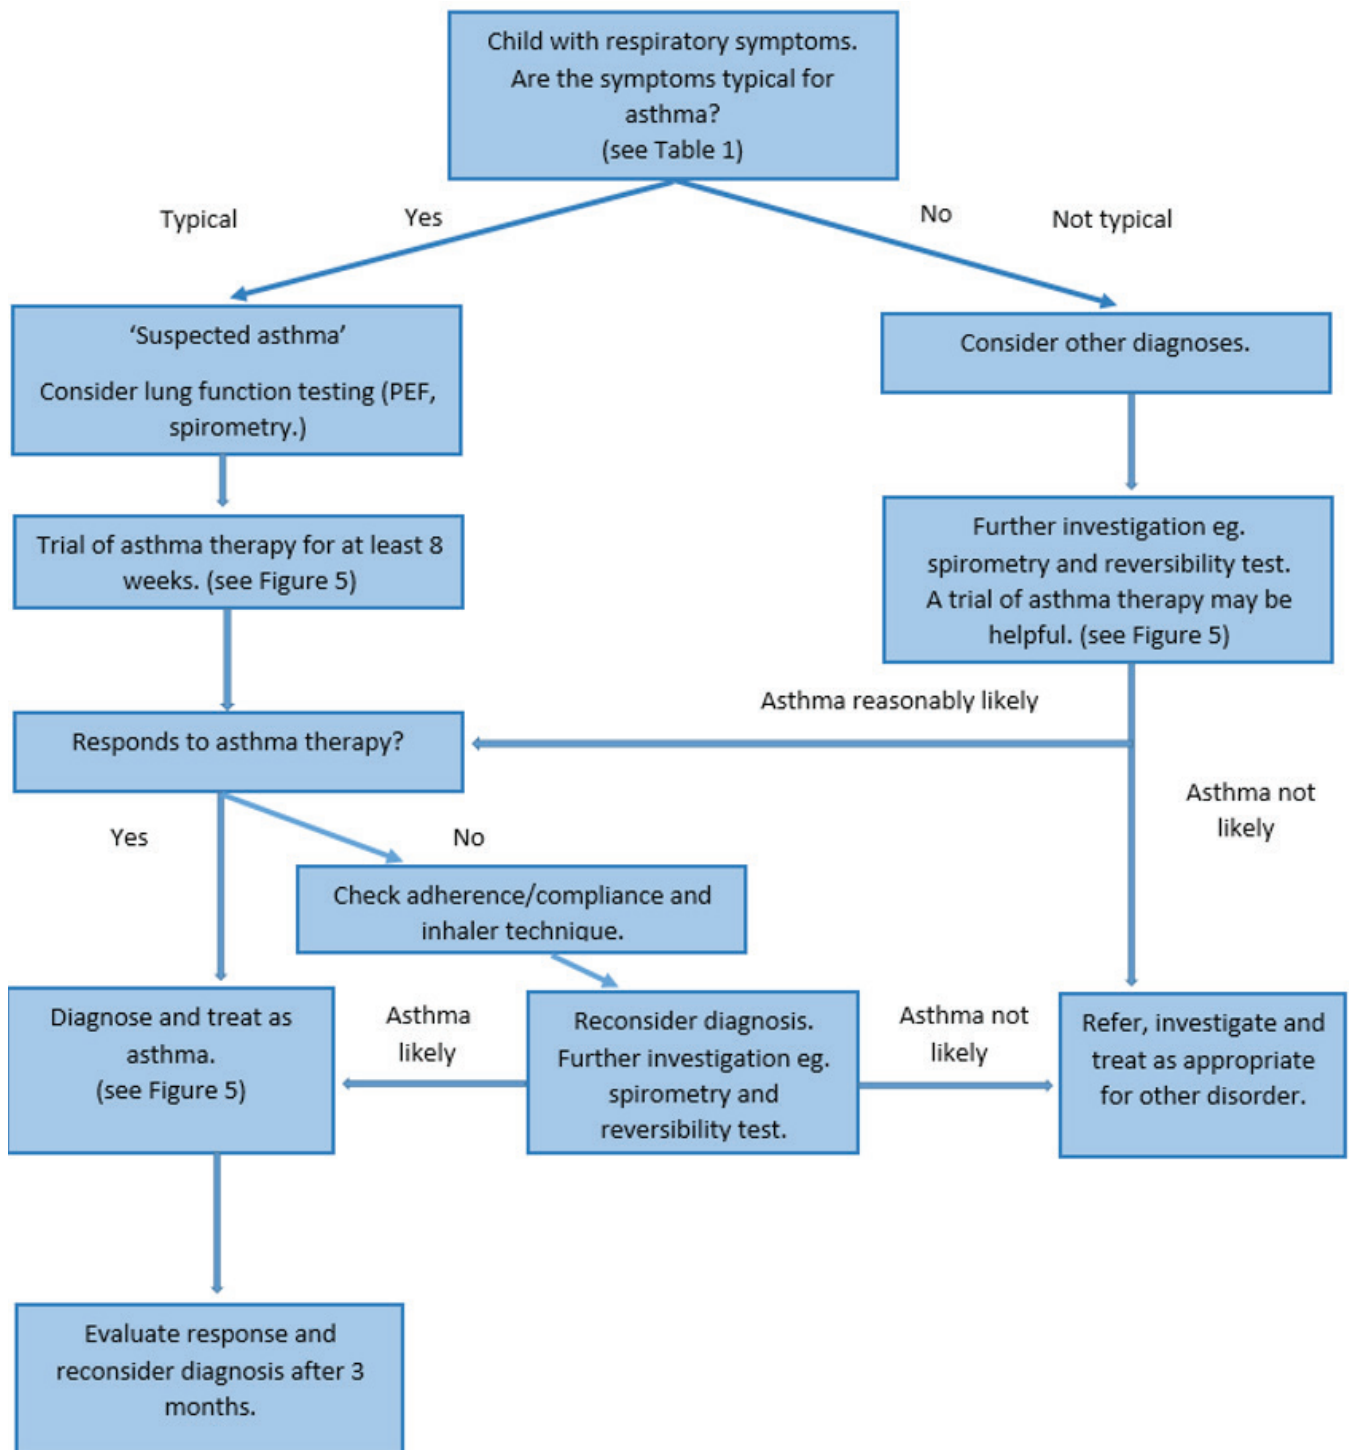 Child with respiratory symptoms.
Are the symptoms typical for
asthma?
(see Table 1)
Typical
Yes
No
Not typical
‘Suspected asthma’
Consider lung function testing (PEF,
spirometry.)
Consider other diagnoses.
Trial of asthma therapy for at least 8
weeks. (see Figure 5)
Further investigation eg.
spirometry and reversibility test.
A trial of asthma therapy may be
helpful. (see Figure 5)
Asthma reasonably likely
Responds to asthma therapy?
Asthma not
likely
Yes
No
Check adherence/compliance and
inhaler technique.
Diagnose and treat as
asthma.
(see Figure 5)
Asthma
likely
Reconsider diagnosis.
Further investigation eg.
spirometry and
reversibility test.
Asthma not
likely
Refer, investigate and
treat as appropriate
for other disorder.
Evaluate response and
reconsider diagnosis after 3
months.